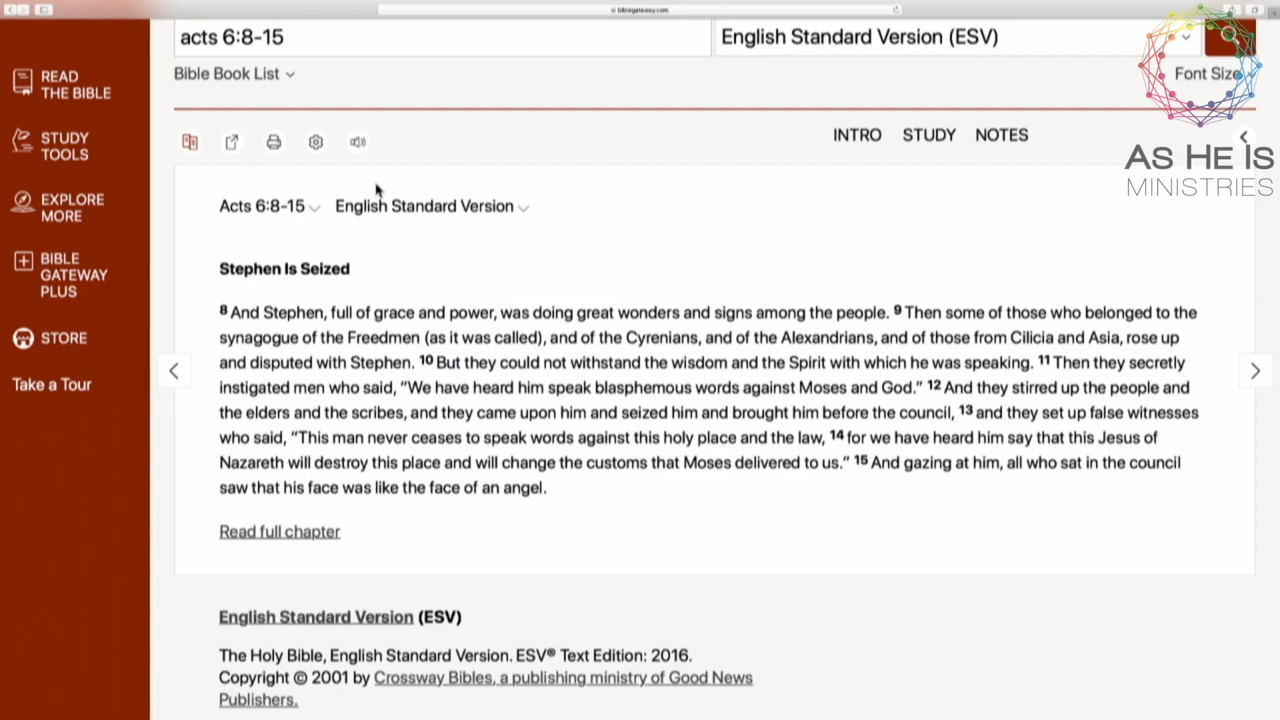 biblegateway.com
acts 6:8-15
English Standard Version (ESV)
Bible Book List
Font Size
READ
THE BIBLE
STUDY
TOOLS
EXPLORE
MORE
BIBLE
GATEWAY
PLUS
STORE
Take a Tour
INTRO STUDY NOTES
AS HE IS
MINISTRIES
Acts 6:8-15 English Standard Version
Stephen Is Seized
8 And Stephen, full of grace and power, was doing great wonders and signs among the people. 9 Then some of those who belonged to the
synagogue of the Freedmen (as it was called), and of the Cyrenians, and of the Alexandrians, and of those from Cilicia and Asia, rose up
and disputed with Stephen. 10 But they could not withstand the wisdom and the Spirit with which he was speaking. 11 Then they secretly
instigated men who said, “We have heard him speak blasphemous words against Moses and God.” 12 And they stirred up the people and
the elders and the scribes, and they came upon him and seized him and brought him before the council, 13 and they set up false witnesses
who said, “This man never ceases to speak words against this holy place and the law, 14 for we have heard him say that this Jesus of
Nazareth will destroy this place and will change the customs that Moses delivered to us.” 15 And gazing at him, all who sat in the council
saw that his face was like the face of an angel.
Read full chapter
English Standard Version (ESV)
The Holy Bible, English Standard Version. ESV® Text Edition: 2016.
Copyright © 2001 by Crossway Bibles, a publishing ministry of Good News
Publishers.